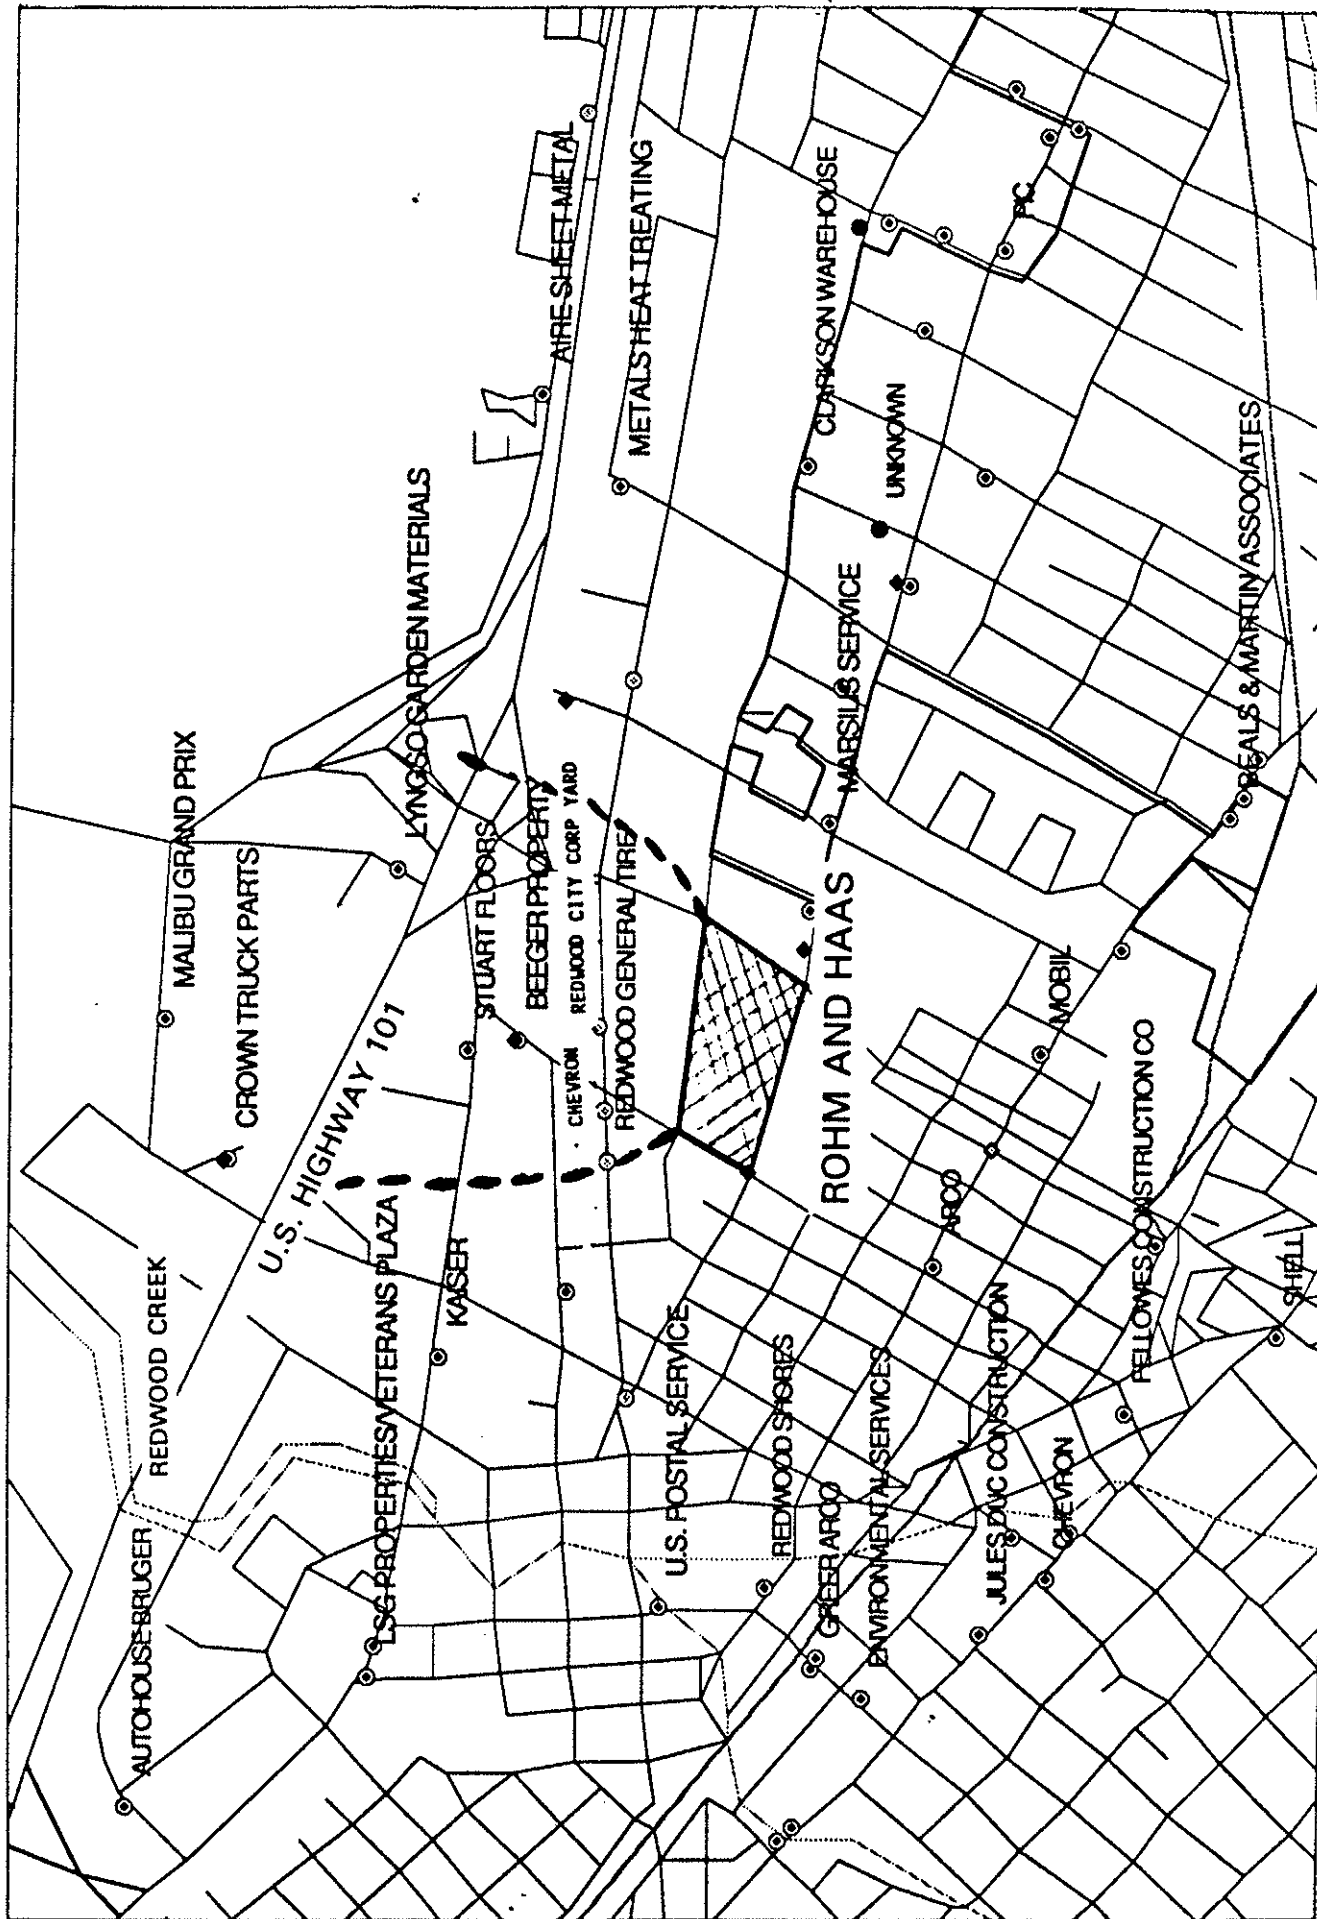 AUTOHOUSE BRUGER
REDWOOD CREEK
CROWN TRUCK PARTS
MALIBU GRAND PRIX
U.S. HIGHWAY 101
LSG PROPERTIES/VETERANS PLAZA
LYNGSO GARDEN MATERIALS
KAISER
STUART FLOORS
BEEGER PROPERTY
AIRE SHEET METAL
CHEVRON
REDWOOD CITY CORP YARD
REDWOOD GENERAL TIRE
METALS HEAT TREATING
U.S. POSTAL SERVICE
REDWOOD SHORES
GREER ARCO
ROHM AND HAAS
MARSILIS SERVICE
CLARKSON WAREHOUSE
ENVIRONMENTAL SERVICES
UNKNOWN
ARCO
JULES DUC CONSTRUCTION
MOBIL
PIC
CHEVRON
FELLOWES CONSTRUCTION CO
BEALS & MARTIN ASSOCIATES
SHELL